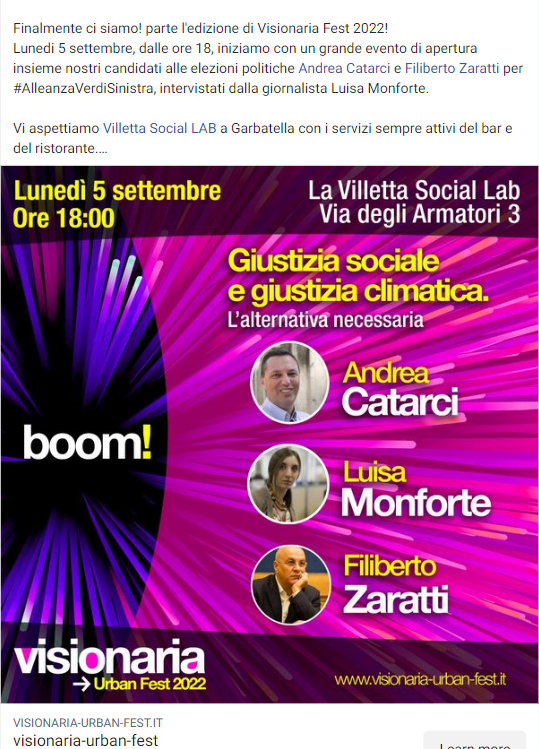 Finalmente ci siamo! parte l'edizione di Visionaria Fest 2022!
Lunedi 5 settembre, dalle ore 18, iniziamo con un grande evento di apertura
insieme nostri candidati alle elezioni politiche Andrea Catarci e Filiberto Zaratti per
#AlleanzaVerdiSinistra, intervistati dalla giornalista Luisa Monforte.
Vi aspettiamo Villetta Social LAB a Garbatella con i servizi sempre attivi del bar e
del ristorante....
Lunedì 5 settembre
Ore 18:00
La Villetta Social Lab
Via degli Armatori 3
Giustizia sociale
e giustizia climatica.
L'alternativa necessaria
Andrea
Catarci
boom!
Luisa
Monforte
Filiberto
Zaratti
visionaria
→ Urban Fest 2022
www.visionaria-urban-fest.it
VISIONARIA-URBAN-FEST.IT
visionaria-urban-fest
Learn more